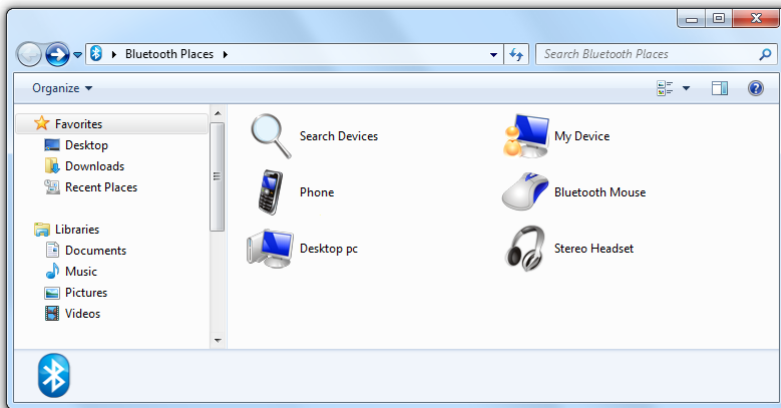 Bluetooth Places
Search Bluetooth Places
Organize
Favorites
Desktop
Downloads
Recent Places
Libraries
Documents
Music
Pictures
Videos
Search Devices
My Device
Phone
Bluetooth Mouse
Desktop pc
Stereo Headset